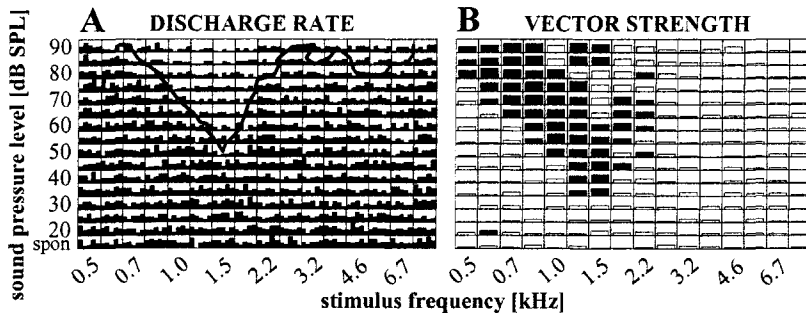 A DISCHARGE RATE
B VECTOR STRENGTH
sound pressure level [dB SPL]
90
80
70
60
50
40
30
20
spon
0.5 0.7 1.0 1.5 2.2 3.2 4.6 6.7
0.5 0.7 1.0 1.5 2.2 3.2 4.6 6.7
stimulus frequency [kHz]